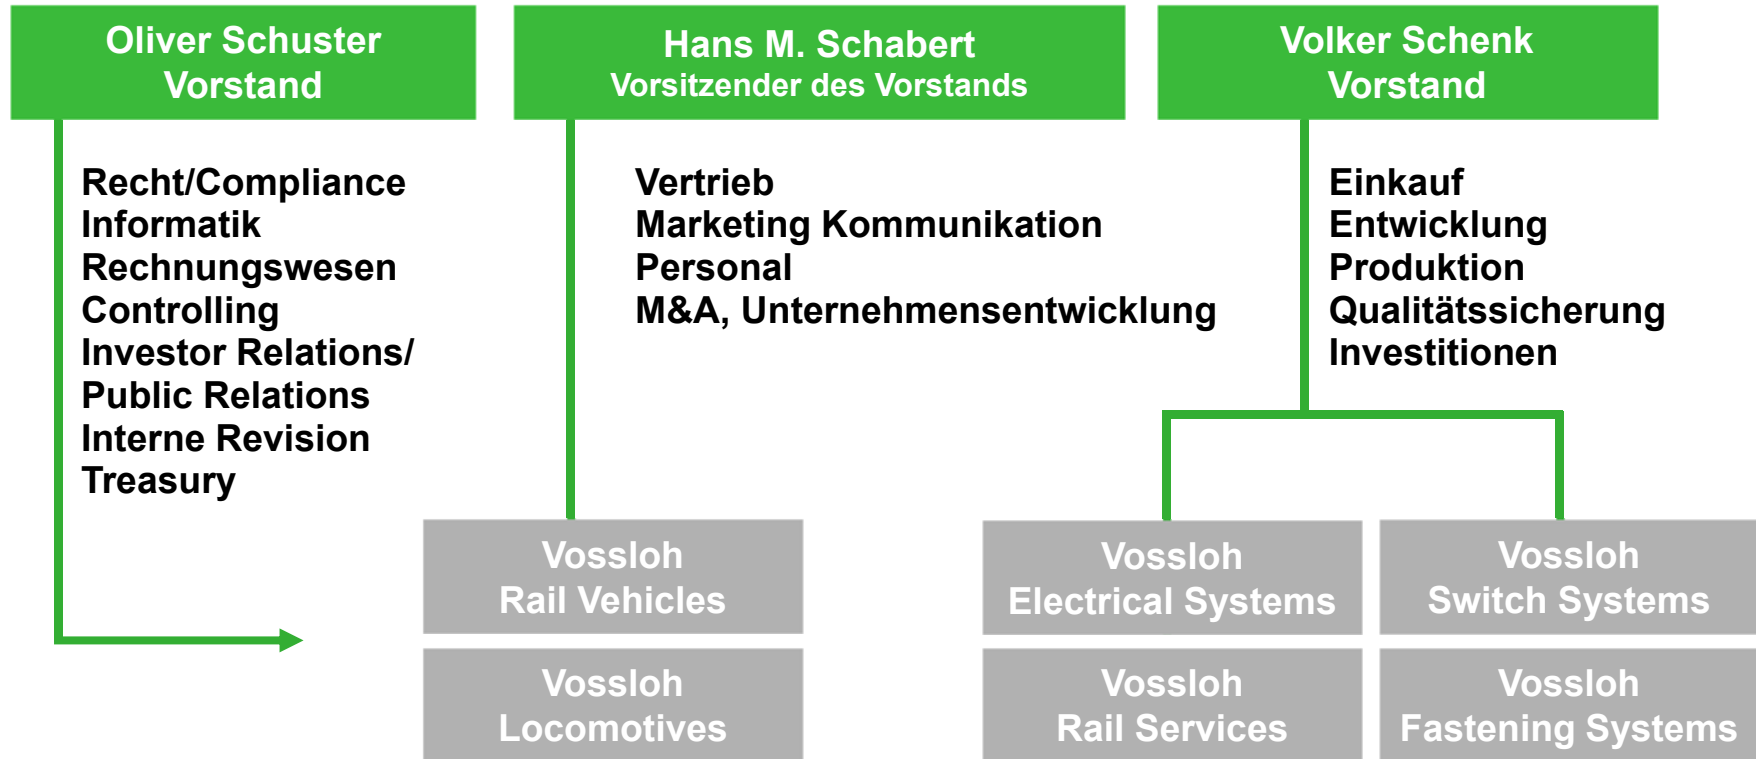 Oliver Schuster
Vorstand
Hans M. Schabert
Vorsitzender des Vorstands
Volker Schenk
Vorstand
Recht/Compliance
Informatik
Rechnungswesen
Controlling
Investor Relations/
Public Relations
Interne Revision
Treasury
Vertrieb
Marketing Kommunikation
Personal
M&A, Unternehmensentwicklung
Einkauf
Entwicklung
Produktion
Qualitätssicherung
Investitionen
Vossloh
Rail Vehicles
Vossloh
Electrical Systems
Vossloh
Switch Systems
Vossloh
Locomotives
Vossloh
Rail Services
Vossloh
Fastening Systems